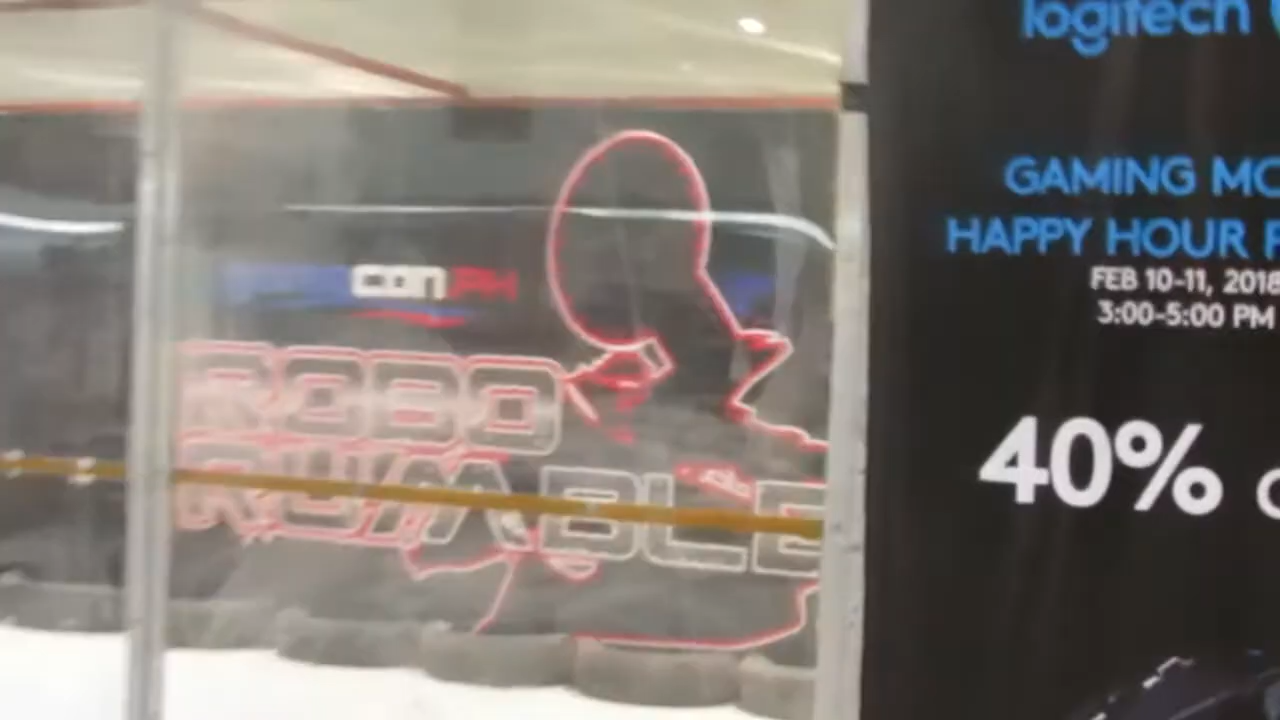 CON.PH
ROBO
RUMBLE
logitech
GAMING MO
HAPPY HOUR
FEB 10-11, 2018
3:00-5:00 PM
40%